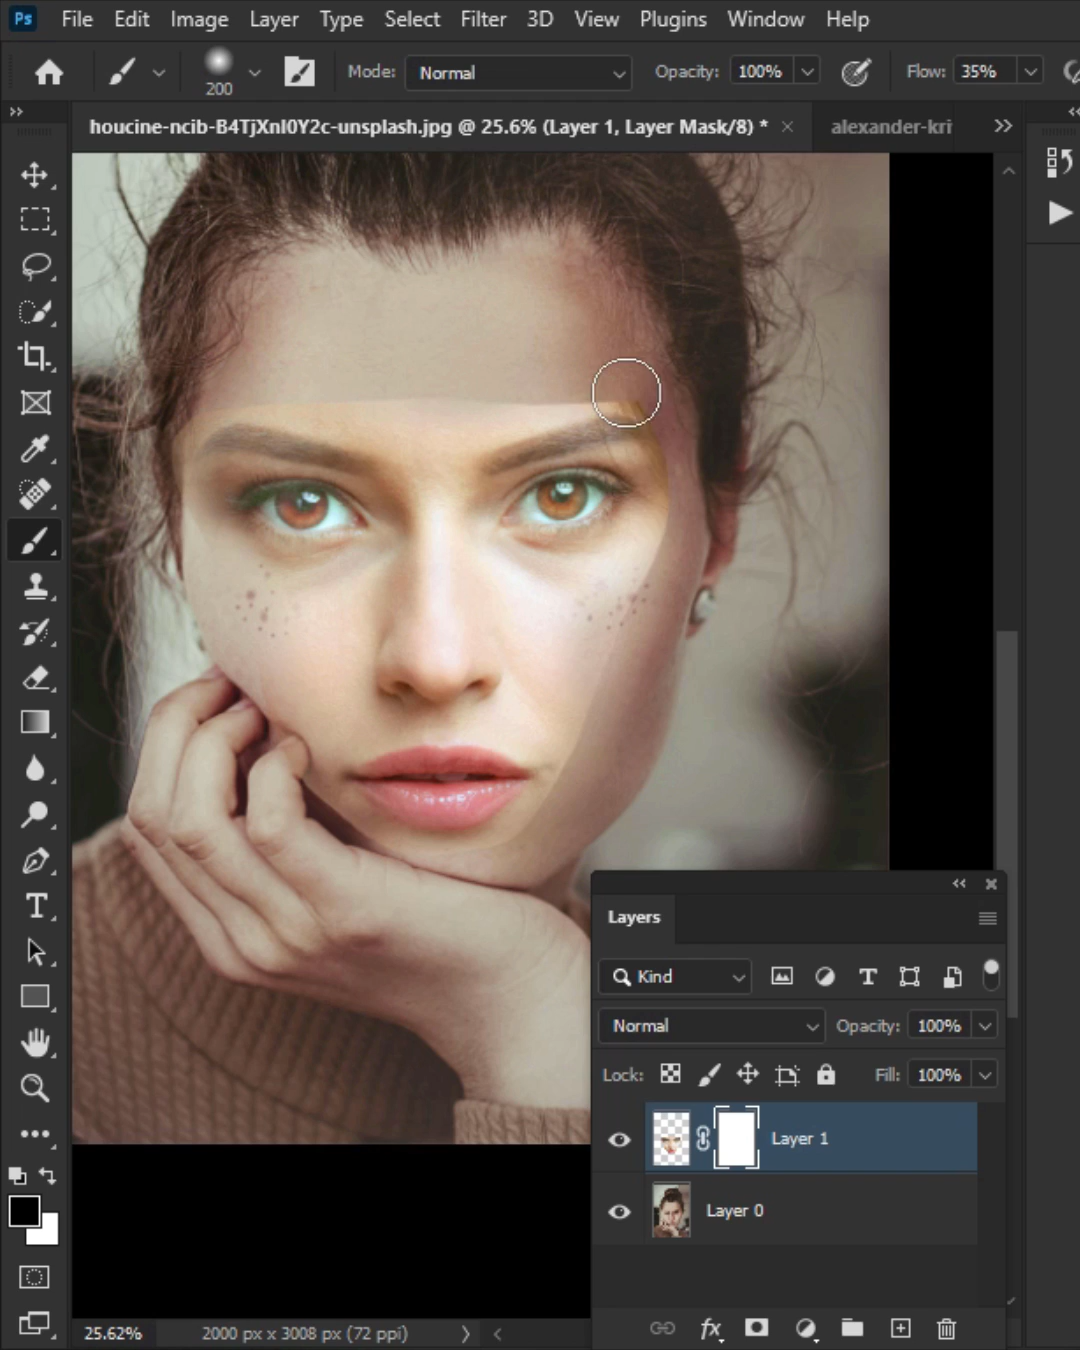 Ps File Edit Image Layer Type Select Filter 3D View Plugins Window Help
200 Mode: Normal Opacity: 100% Flow: 35%
houcine-ncib-B4TjXnI0Y2c-unsplash.jpg @ 25.6% (Layer 1, Layer Mask/8) * × alexander-kri
Layers
Kind
Normal Opacity: 100%
Lock: Fill: 100%
Layer 1
Layer 0
25.62% 2000 px x 3008 px (72 ppi)
fx